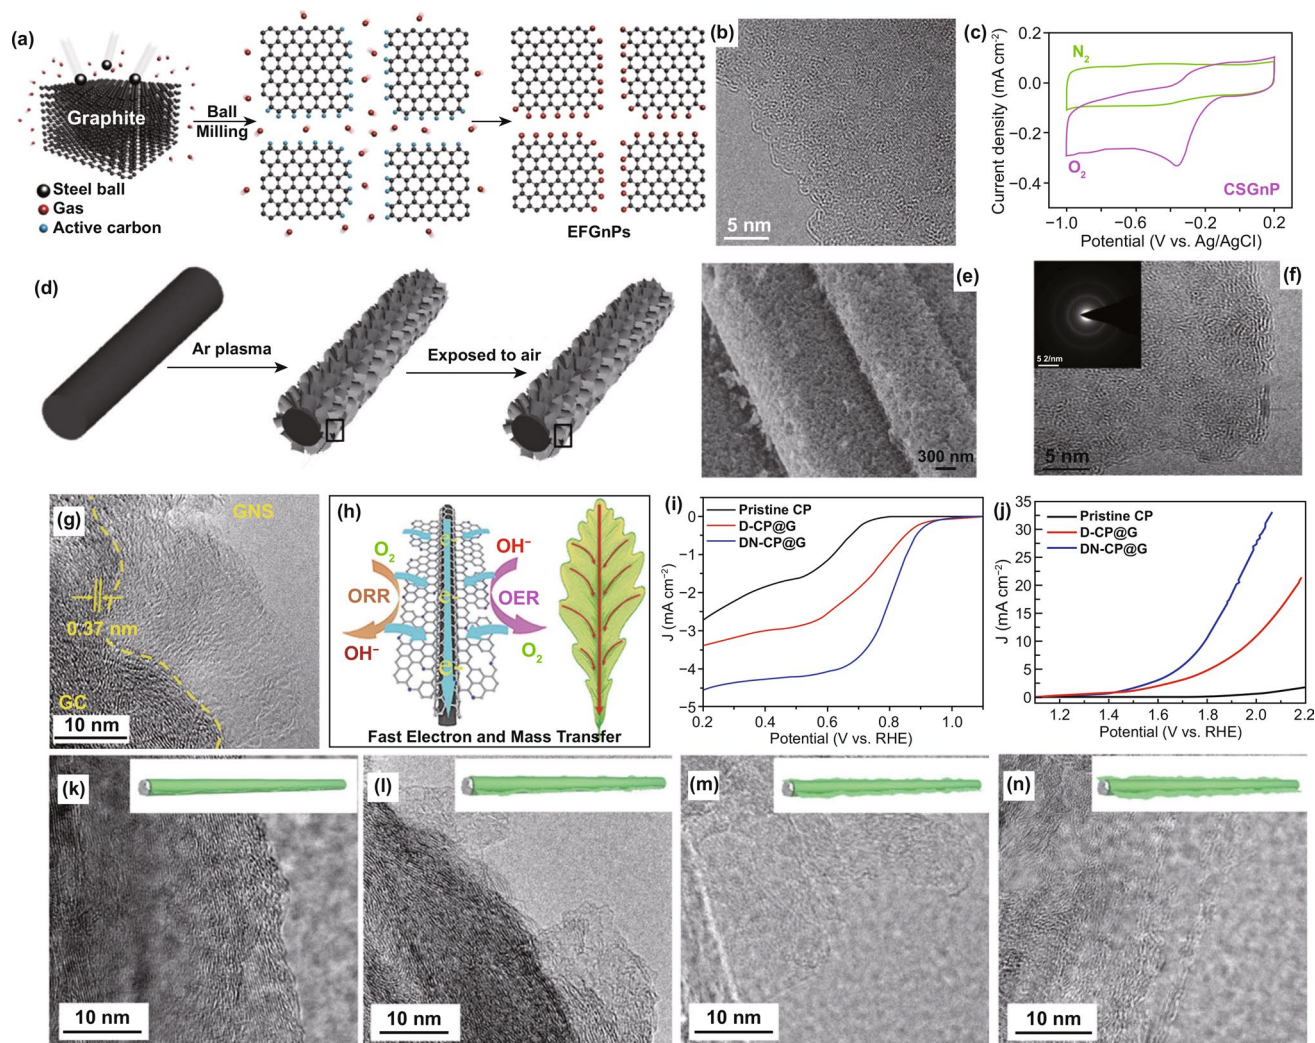 (a)
Graphite
Ball
Milling
Steel ball
Gas
Active carbon
EFGnPs
(b)
5 nm
(c)
Current density (mA cm⁻²)
0.2
0.0
−0.2
−0.4
N₂
O₂
CSGnP
−1.0 −0.6 −0.2 0.2
Potential (V vs. Ag/AgCl)
(d)
Ar plasma
Exposed to air
(e)
300 nm
(f)
5 2/nm
5 nm
(g)
GNS
0.37 nm
GC
10 nm
(h)
O₂
OH⁻
ORR
OER
OH⁻
O₂
Fast Electron and Mass Transfer
(i)
Pristine CP
D-CP@G
DN-CP@G
J (mA cm⁻²)
0
−1
−2
−3
−4
−5
0.2 0.4 0.6 0.8 1.0
Potential (V vs. RHE)
(j)
Pristine CP
D-CP@G
DN-CP@G
J (mA cm⁻²)
35
30
25
20
15
10
5
0
1.2 1.4 1.6 1.8 2.0 2.2
Potential (V vs. RHE)
(k)
10 nm
(l)
10 nm
(m)
10 nm
(n)
10 nm